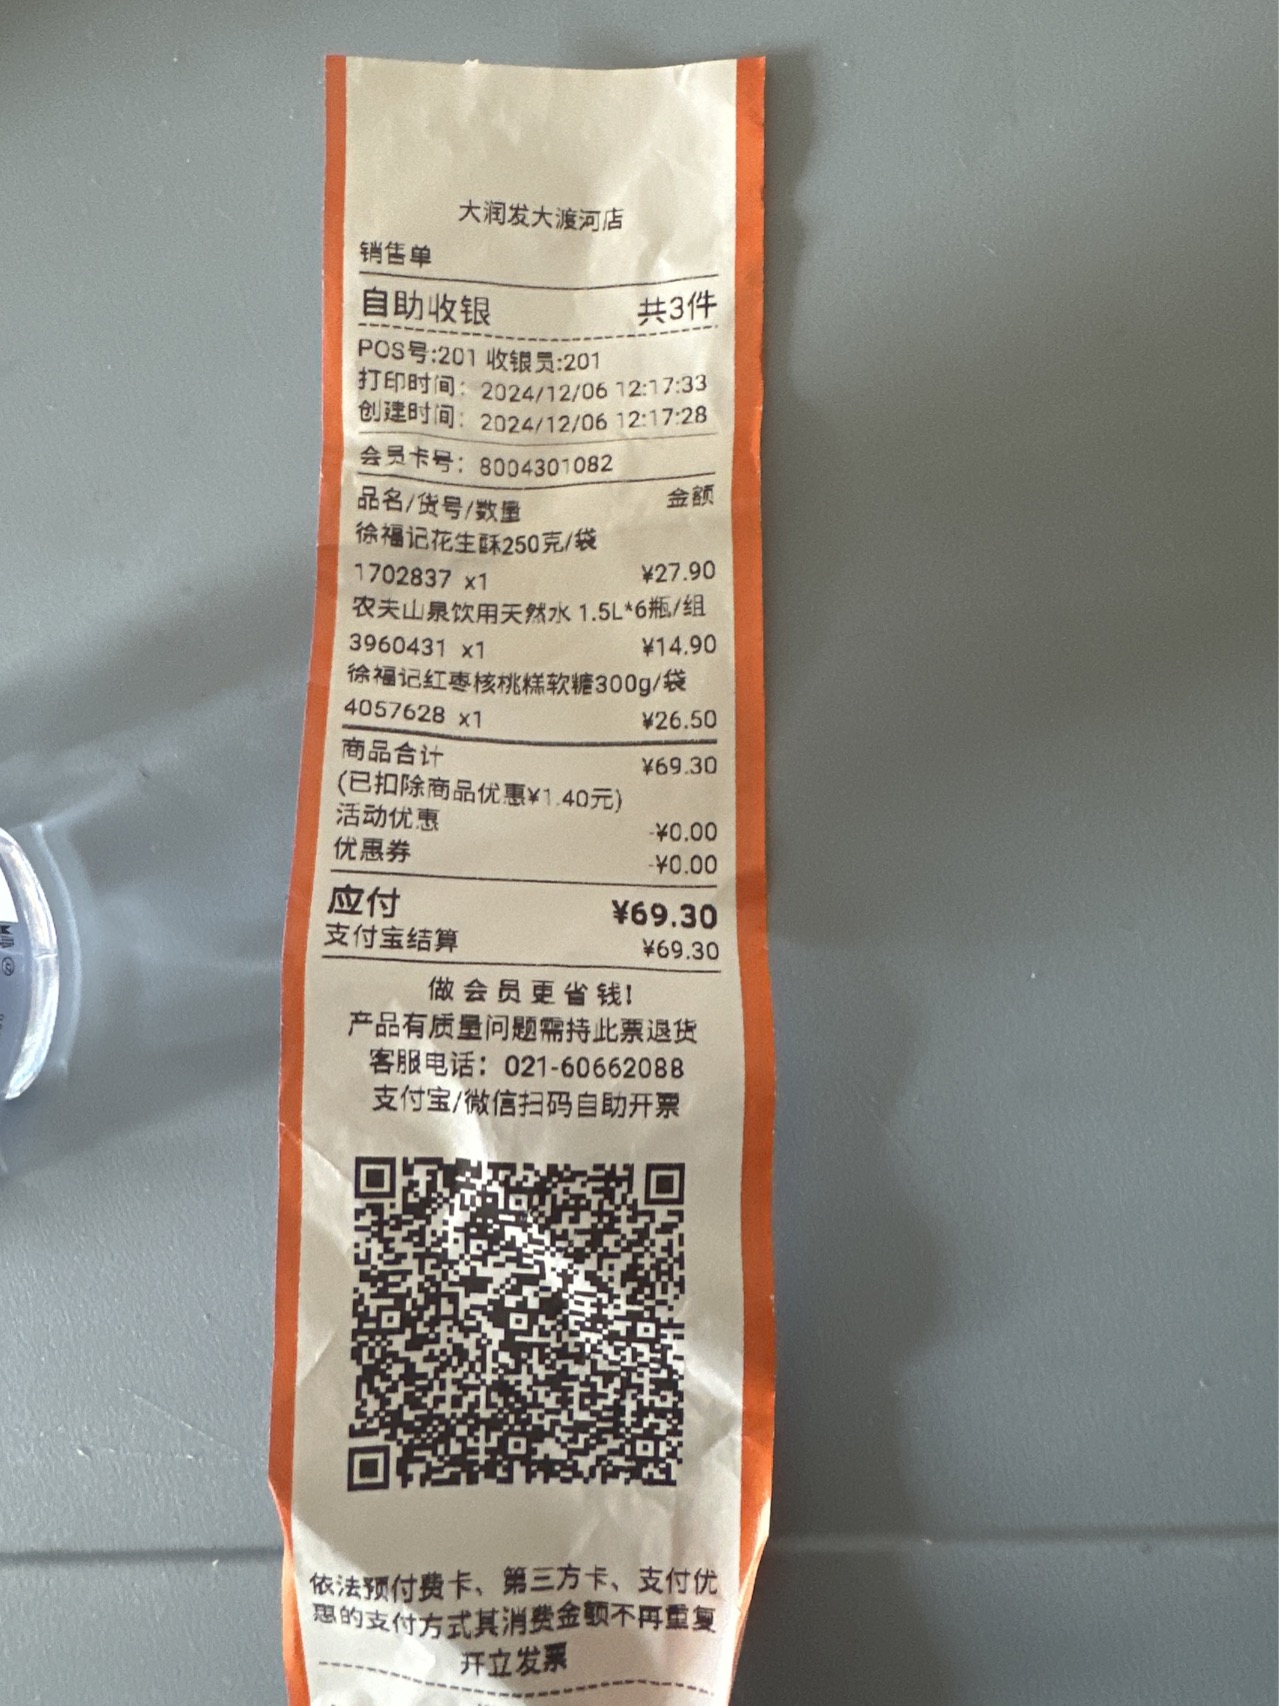 大润发大渡河店
销售单
自助收银 共3件
POS号:201 收银员:201
打印时间: 2024/12/06 12:17:33
创建时间: 2024/12/06 12:17:28
会员卡号: 8004301082
品名/货号/数量 金额
徐福记花生酥250克/袋
1702837 x1 ¥27.90
农夫山泉饮用天然水 1.5L*6瓶/组
3960431 x1 ¥14.90
徐福记红枣核桃糕软糖300g/袋
4057628 x1 ¥26.50
商品合计 ¥69.30
(已扣除商品优惠¥1.40元)
活动优惠 -¥0.00
优惠券 -¥0.00
应付 ¥69.30
支付宝结算 ¥69.30
做会员更省钱!
产品有质量问题需持此票退货
客服电话: 021-60662088
支付宝/微信扫码自助开票
依法预付费卡、第三方卡、支付优
惠的支付方式其消费金额不再重复
开立发票